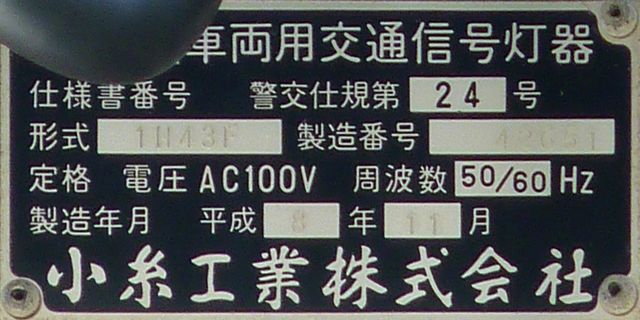 車両用交通信号灯器
仕様書番号 警交仕規第 24 号
形式 1H43F 製造番号
定格 電圧 AC100V 周波数 50/60 Hz
製造年月 平成 8 年 11 月
小糸工業株式会社